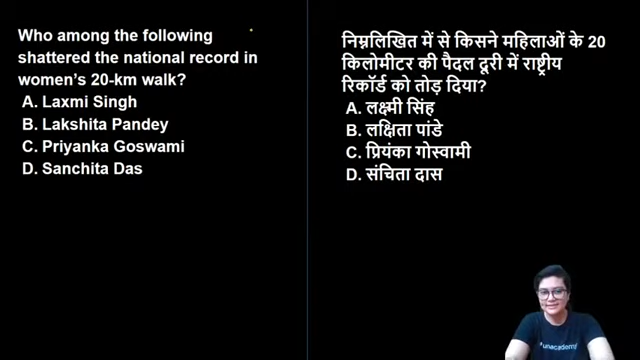 Who among the following
shattered the national record in
women's 20-km walk?
A. Laxmi Singh
B. Lakshita Pandey
C. Priyanka Goswami
D. Sanchita Das
निम्नलिखित में से किसने महिलाओं के 20
किलोमीटर की पैदल दूरी में राष्ट्रीय
रिकॉर्ड को तोड़ दिया?
A. लक्ष्मी सिंह
B. लक्षिता पांडे
C. प्रियंका गोस्वामी
D. संचिता दास
unacademy